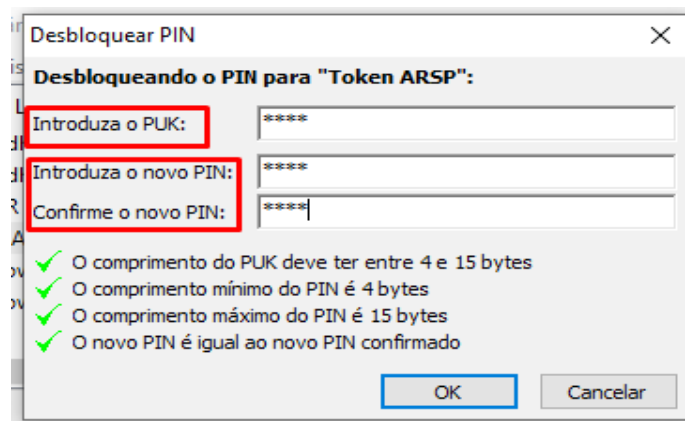 Desbloquear PIN
Desbloqueando o PIN para "Token ARSP":
Introduza o PUK: ****
Introduza o novo PIN: ****
Confirme o novo PIN: ****
O comprimento do PUK deve ter entre 4 e 15 bytes
O comprimento mínimo do PIN é 4 bytes
O comprimento máximo do PIN é 15 bytes
O novo PIN é igual ao novo PIN confirmado
OK Cancelar